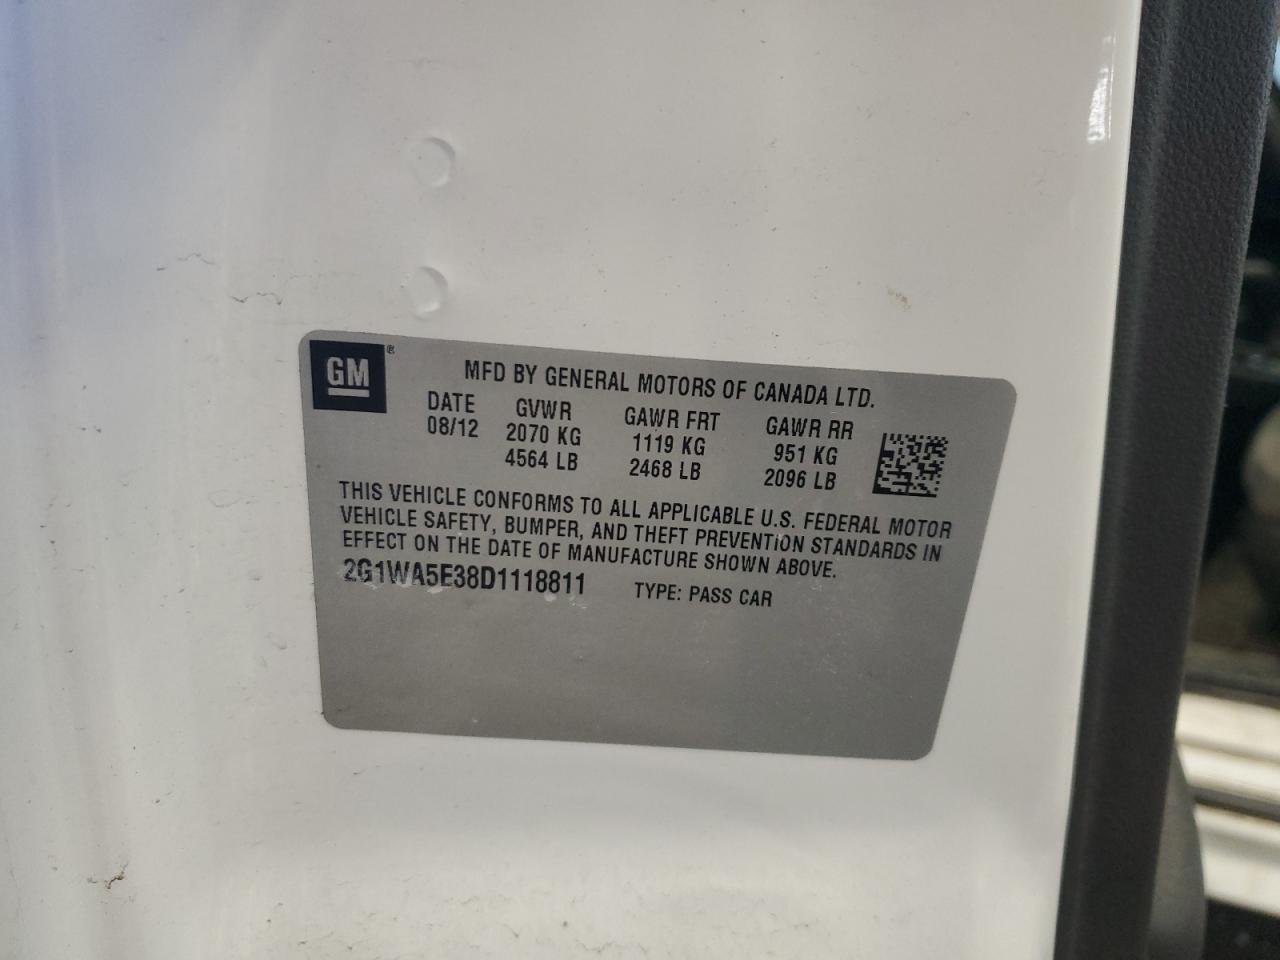 GM®
MFD BY GENERAL MOTORS OF CANADA LTD.
DATE GVWR GAWR FRT GAWR RR
08/12 2070 KG 1119 KG 951 KG
4564 LB 2468 LB 2096 LB
THIS VEHICLE CONFORMS TO ALL APPLICABLE U.S. FEDERAL MOTOR
VEHICLE SAFETY, BUMPER, AND THEFT PREVENTION STANDARDS IN
EFFECT ON THE DATE OF MANUFACTURE SHOWN ABOVE.
2G1WA5E38D1118811 TYPE: PASS CAR